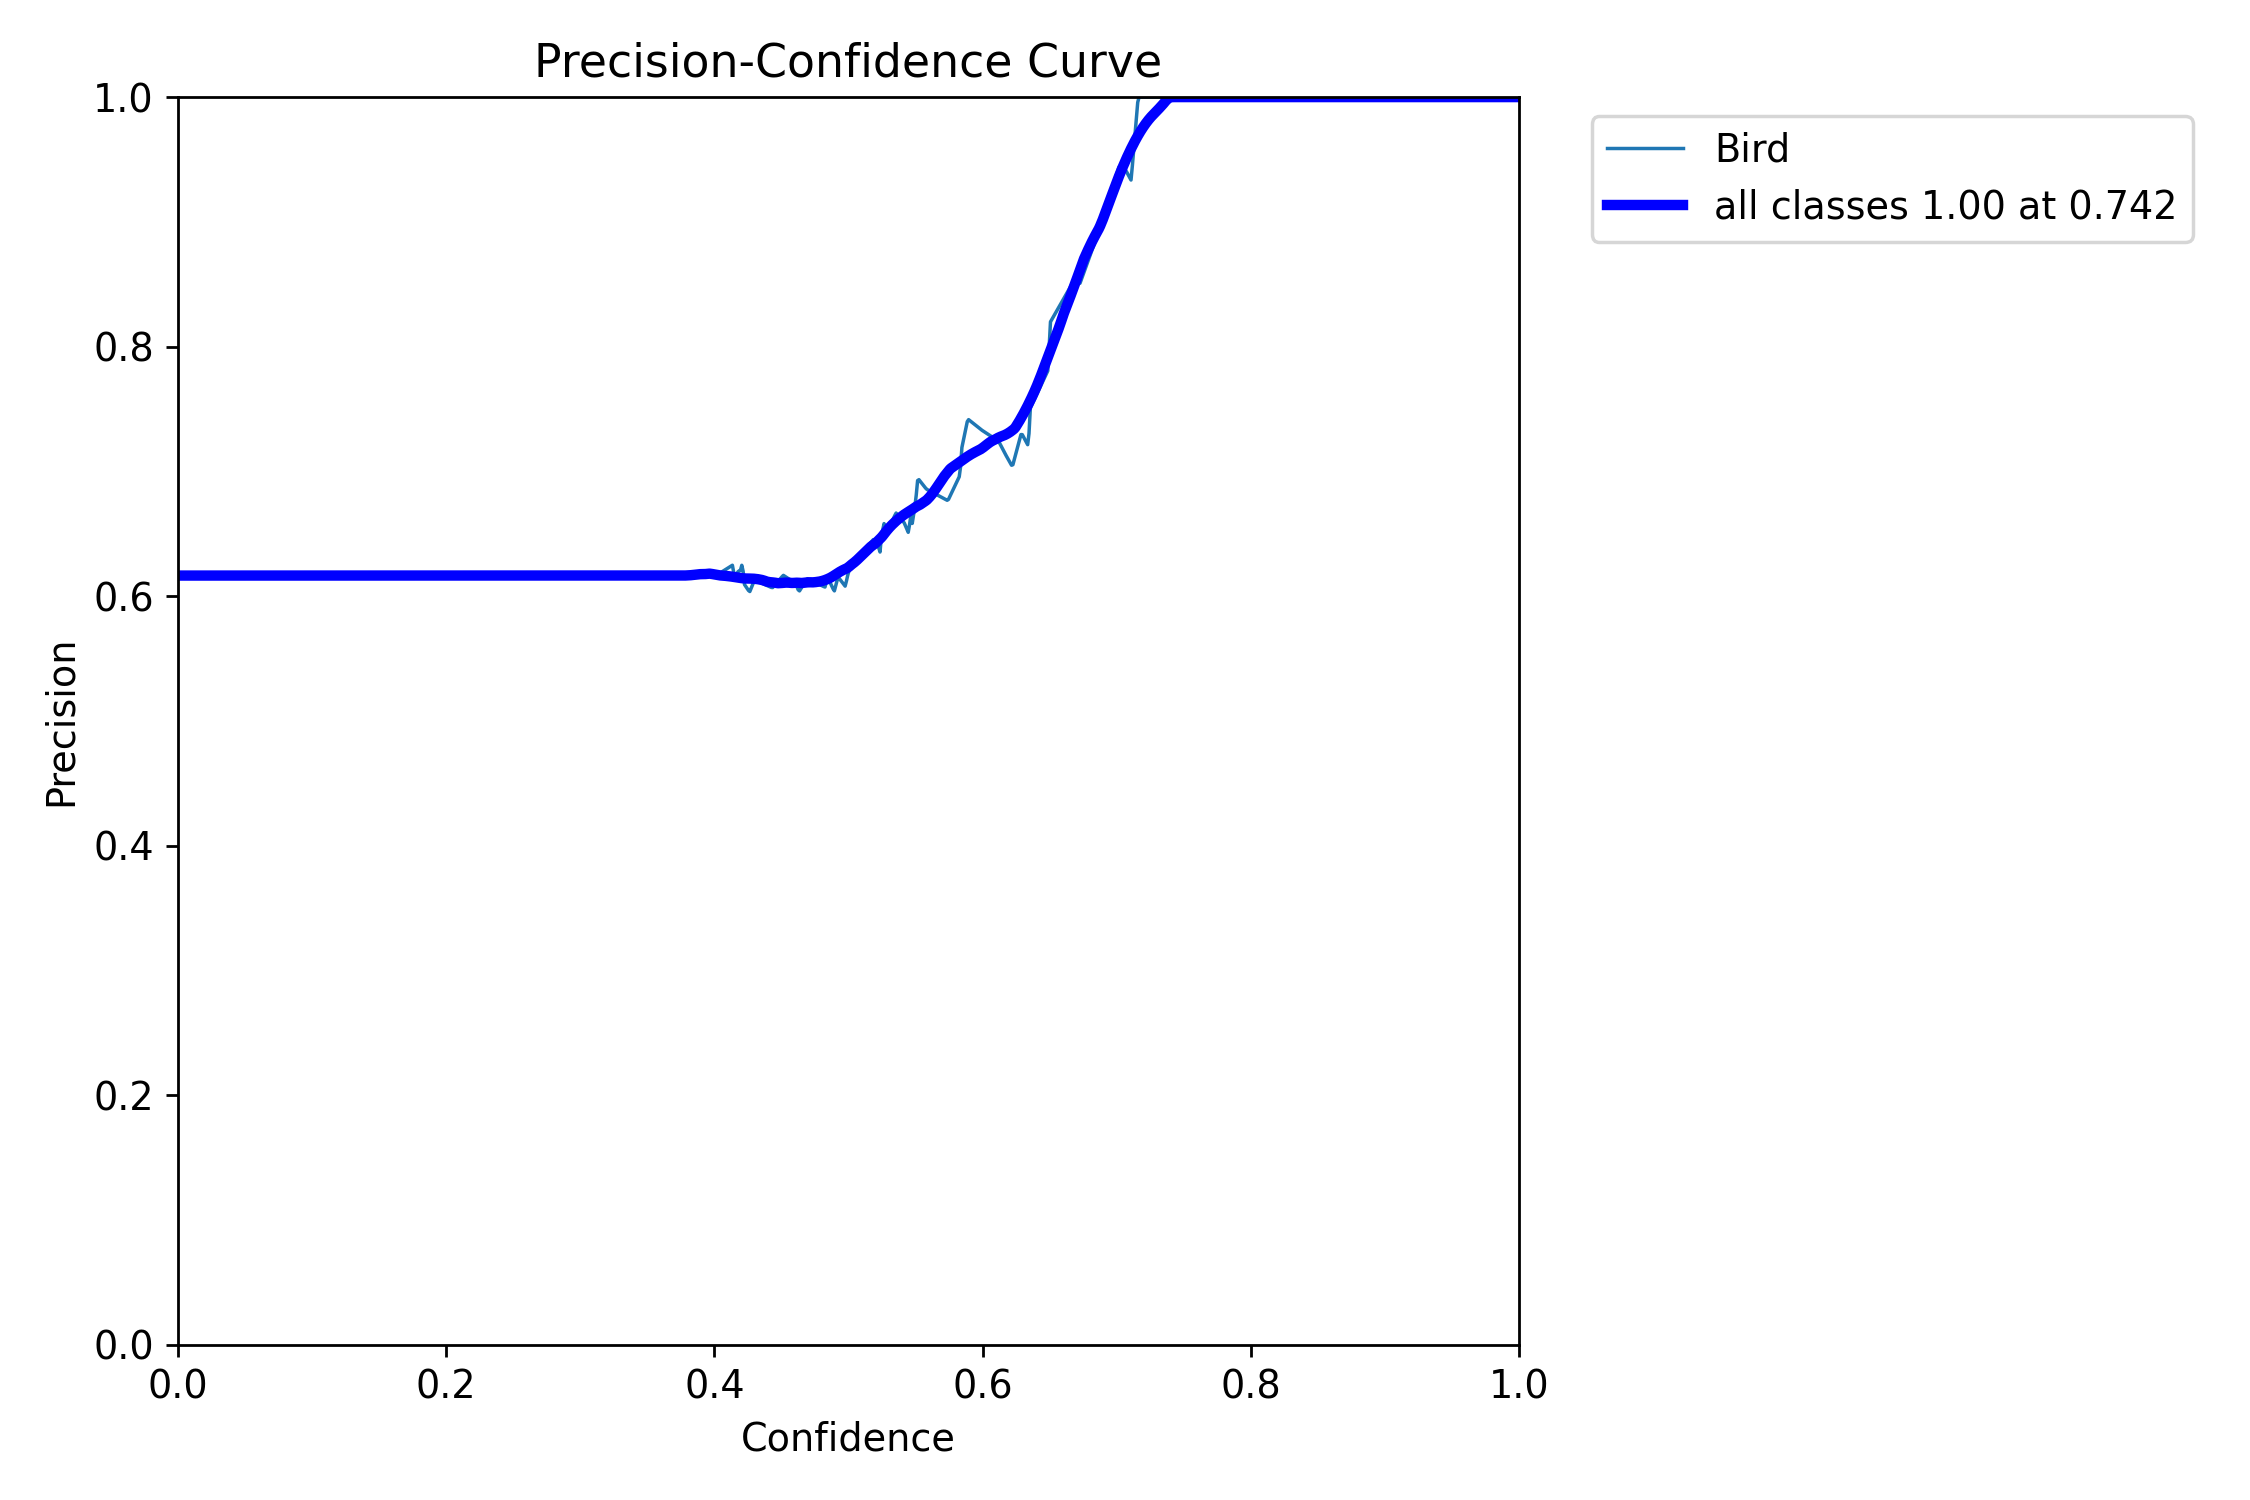 Precision-Confidence Curve
1.0
0.8
0.6
0.4
0.2
0.0
Precision
0.0 0.2 0.4 0.6 0.8 1.0
Confidence
Bird
all classes 1.00 at 0.742